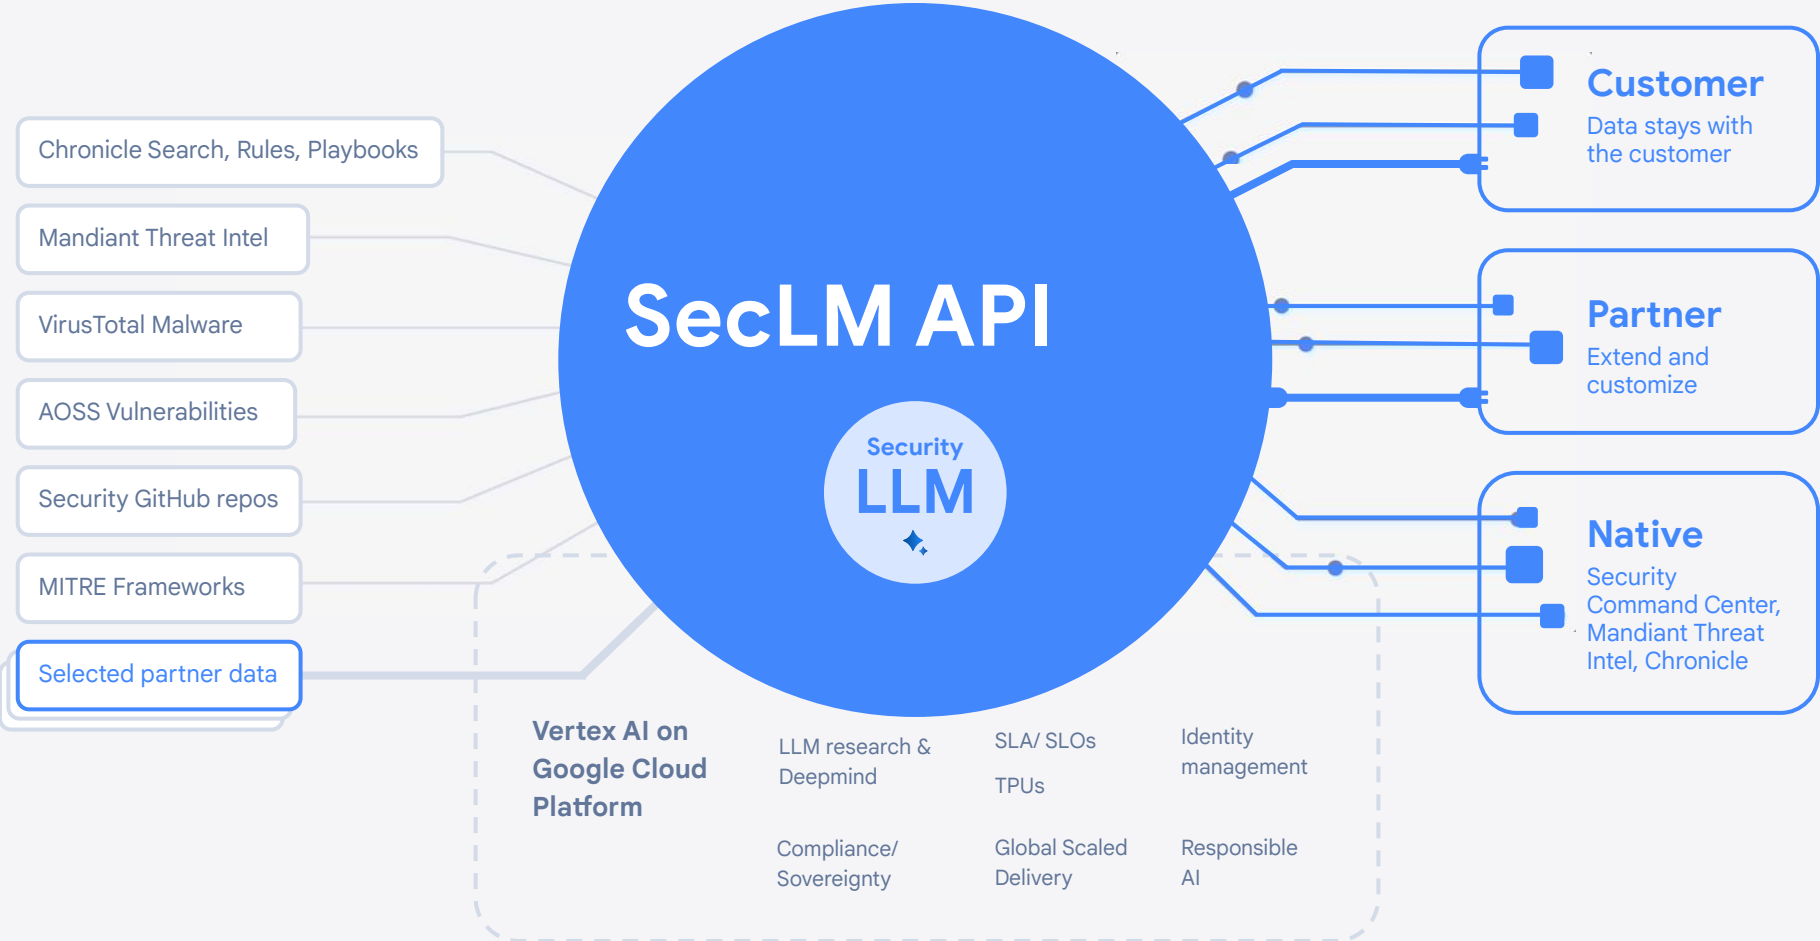 Chronicle Search, Rules, Playbooks
Mandiant Threat Intel
VirusTotal Malware
AOSS Vulnerabilities
Security GitHub repos
MITRE Frameworks
Selected partner data
SecLM API
Security
LLM
Customer
Data stays with
the customer
Partner
Extend and
customize
Native
Security
Command Center,
Mandiant Threat
Intel, Chronicle
Vertex AI on
Google Cloud
Platform
LLM research &
Deepmind
SLA/ SLOs
TPUs
Identity
management
Compliance/
Sovereignty
Global Scaled
Delivery
Responsible
AI